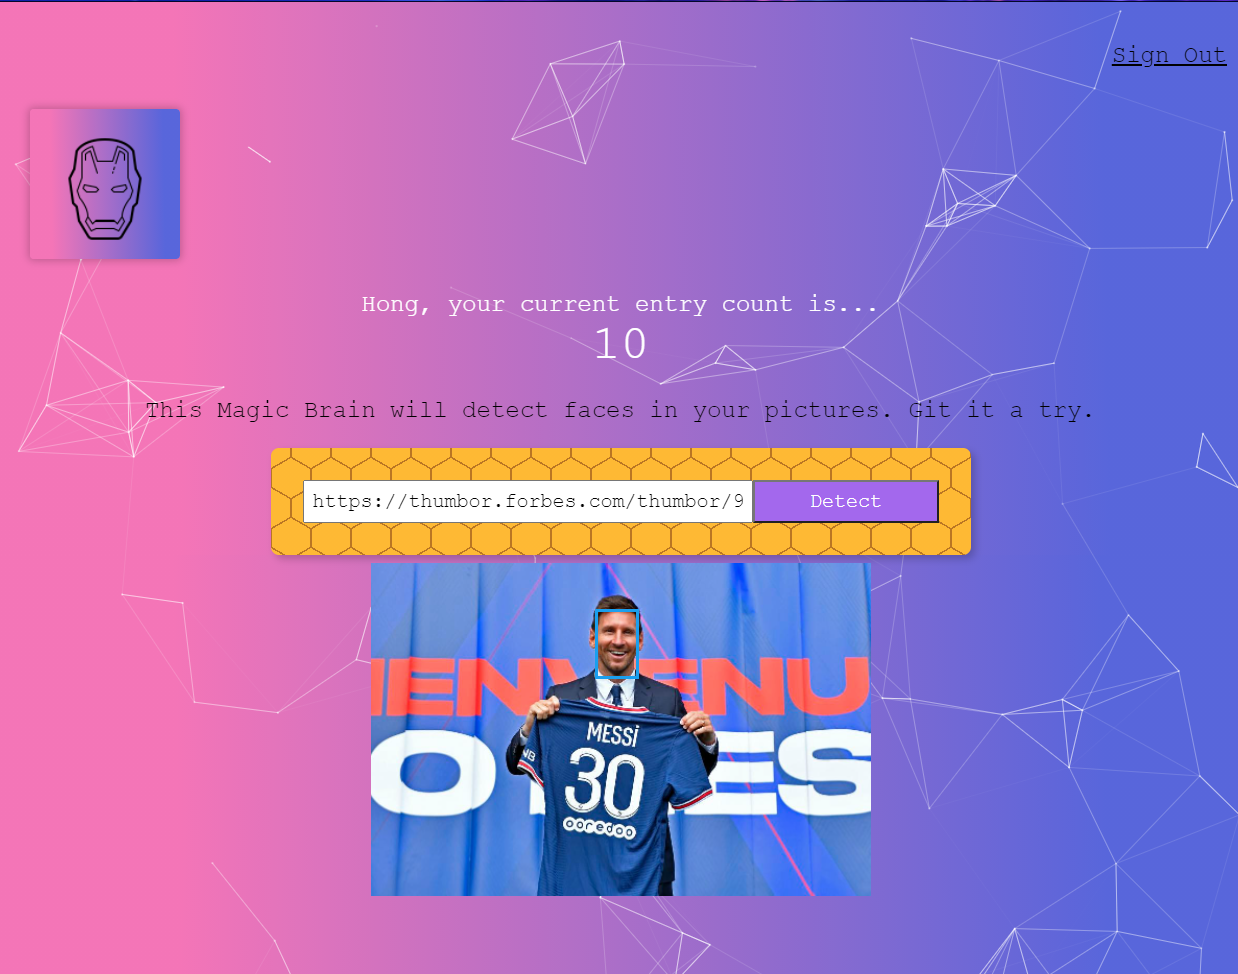 Sign Out
Hong, your current entry count is...
10
This Magic Brain will detect faces in your pictures. Git it a try.
https://thumbor.forbes.com/thumbor/9
Detect
IENVENU
MESSi
NB
30
ooredoo